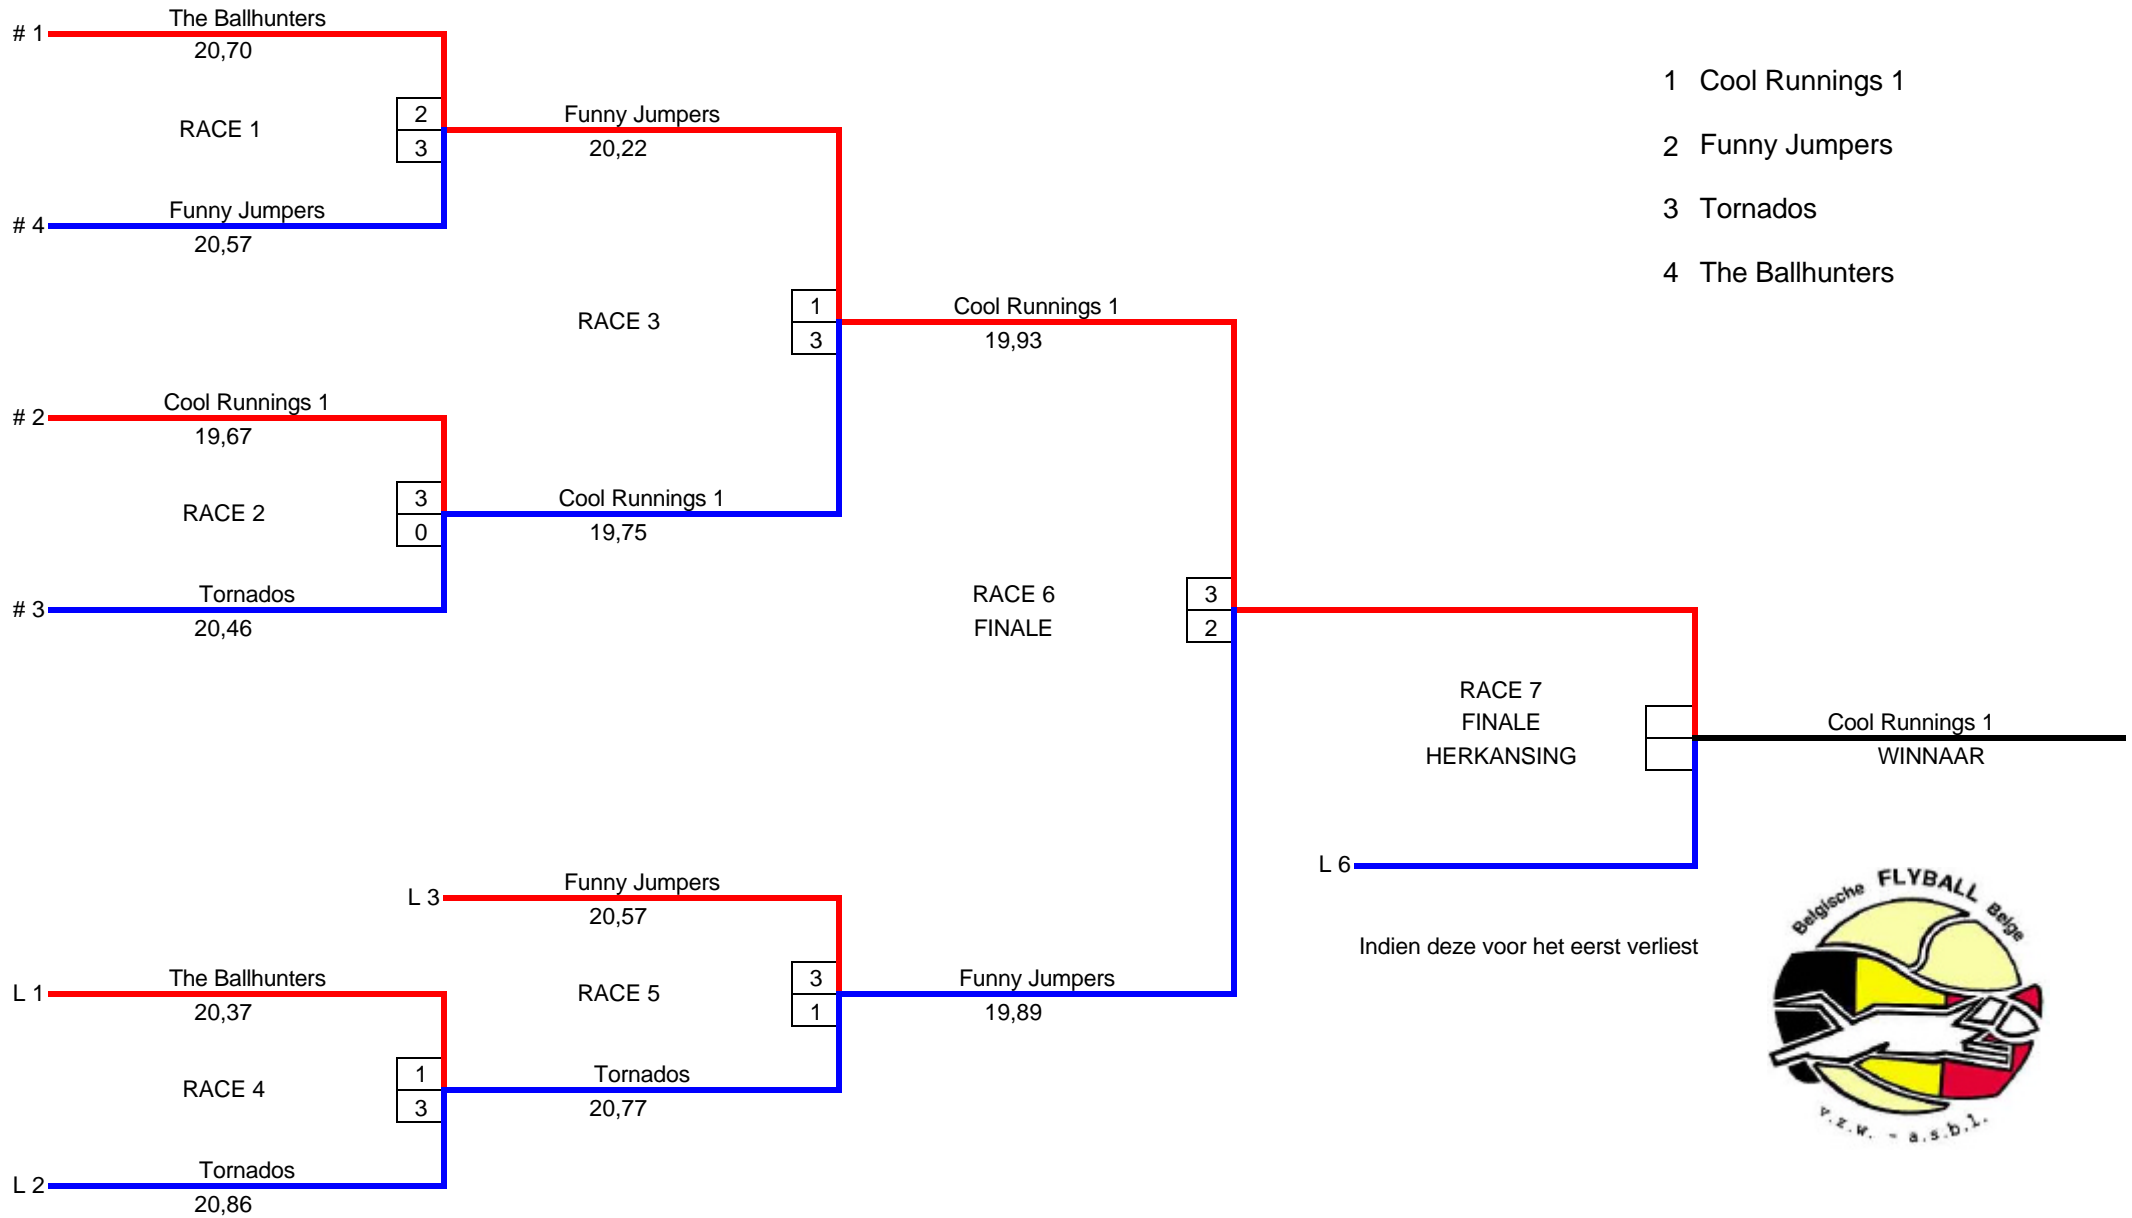 The Ballhunters
# 1
20,70
RACE 1
2
3
Funny Jumpers
# 4
20,57
Funny Jumpers
20,22
RACE 3
1
3
Cool Runnings 1
# 2
19,67
RACE 2
3
0
Tornados
# 3
20,46
Cool Runnings 1
19,75
Cool Runnings 1
19,93
RACE 6
FINALE
3
2
RACE 7
FINALE
HERKANSING
Cool Runnings 1
WINNAAR
L 6
Indien deze voor het eerst verliest
L 3
Funny Jumpers
20,57
RACE 5
3
1
Funny Jumpers
19,89
The Ballhunters
L 1
20,37
RACE 4
1
3
Tornados
20,77
Tornados
L 2
20,86
1 Cool Runnings 1
2 Funny Jumpers
3 Tornados
4 The Ballhunters
Belgische FLYBALL Belge
v.z.w. - a.s.b.l.